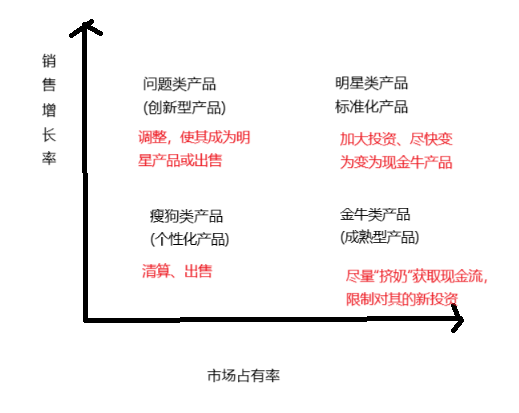 销售增长率
问题类产品
(创新型产品)
调整，使其成为明
星产品或出售
明星类产品
标准化产品
加大投资、尽快变
为变为现金牛产品
瘦狗类产品
(个性化产品)
清算、出售
金牛类产品
(成熟型产品)
尽量“挤奶”获取现金流，
限制对其的新投资
市场占有率